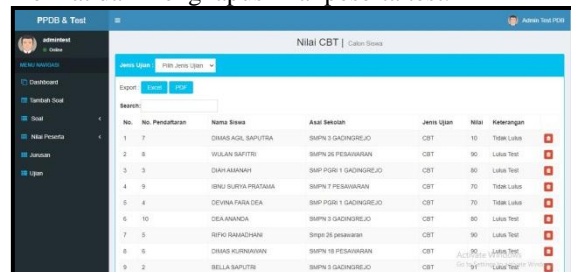 PPDB & Test
Admin Test PDB
admintest
Online
Nilai CBT | Calon Siswa
MENU NAVIGASI
Jenis Ujian : Pilih Jenis Ujian
Dashboard
Export : Excel PDF
Tambah Soal
Search:
Soal
No. No. Pendaftaran Nama Siswa Asal Sekolah Jenis Ujian Nilai Keterangan
Nilai Peserta
1 7 DIMAS AGIL SAPUTRA SMPN 3 GADINGREJO CBT 10 Tidak Lulus
Jurusan
2 8 WULAN SAFITRI SMPN 26 PESAWARAN CBT 90 Lulus Test
Ujian
3 3 DIAH AMANAH SMP PGRI 1 GADINGREJO CBT 80 Lulus Test
4 9 IBNU SURYA PRATAMA SMPN 7 PESAWARAN CBT 70 Tidak Lulus
5 4 DEVINA FARA DEA SMP PGRI 1 GADINGREJO CBT 70 Tidak Lulus
6 10 DEA ANANDA SMPN 3 GADINGREJO CBT 80 Lulus Test
7 5 RIFKI RAMADHANI Smpn 26 pesawaran CBT 90 Lulus Test
8 6 DIMAS KURNIAWAN SMPN 18 PESAWARAN CBT 90 Lulus Test
Activate Windows
9 2 BELLA SAPUTRI SMPN 3 GADINGREJO CBT 91 Lulus Test